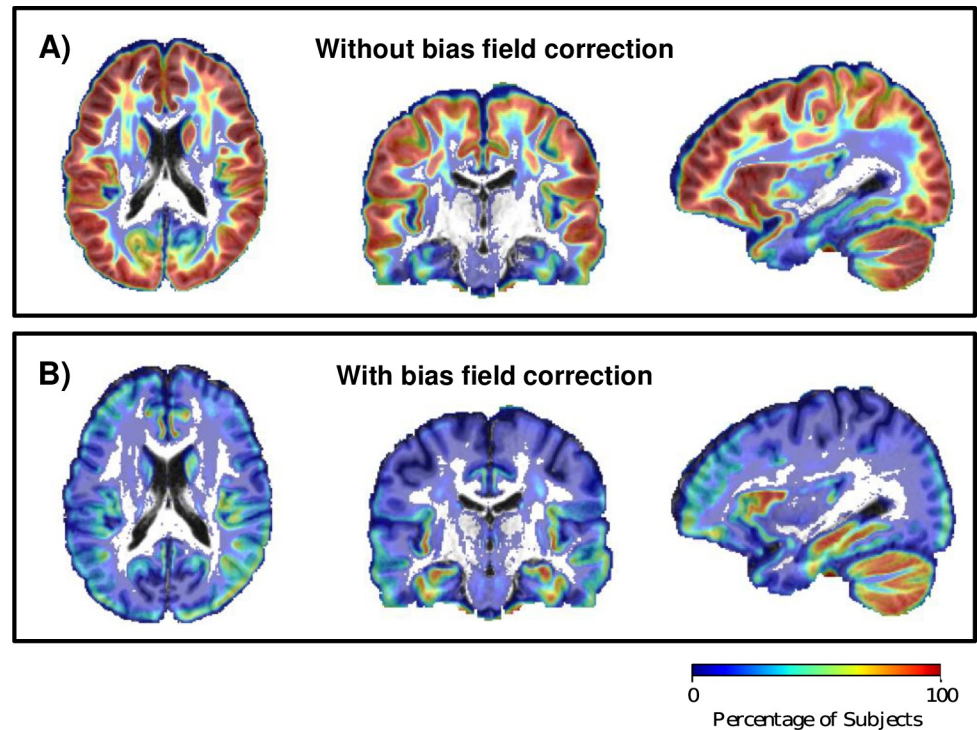 A)
Without bias field correction
B)
With bias field correction
0 100
Percentage of Subjects